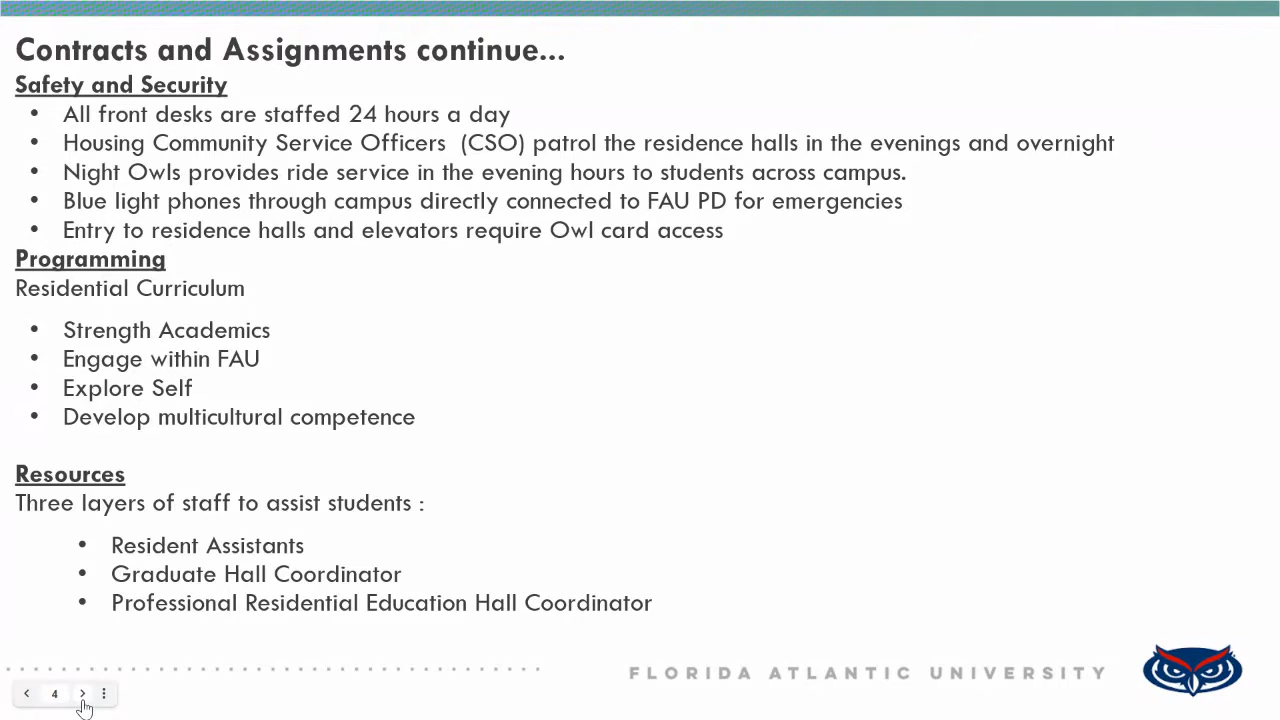 Contracts and Assignments continue...
Safety and Security
• All front desks are staffed 24 hours a day
• Housing Community Service Officers (CSO) patrol the residence halls in the evenings and overnight
• Night Owls provides ride service in the evening hours to students across campus.
• Blue light phones through campus directly connected to FAU PD for emergencies
• Entry to residence halls and elevators require Owl card access
Programming
Residential Curriculum
• Strength Academics
• Engage within FAU
• Explore Self
• Develop multicultural competence
Resources
Three layers of staff to assist students :
• Resident Assistants
• Graduate Hall Coordinator
• Professional Residential Education Hall Coordinator
FLORIDA ATLANTIC UNIVERSITY
4